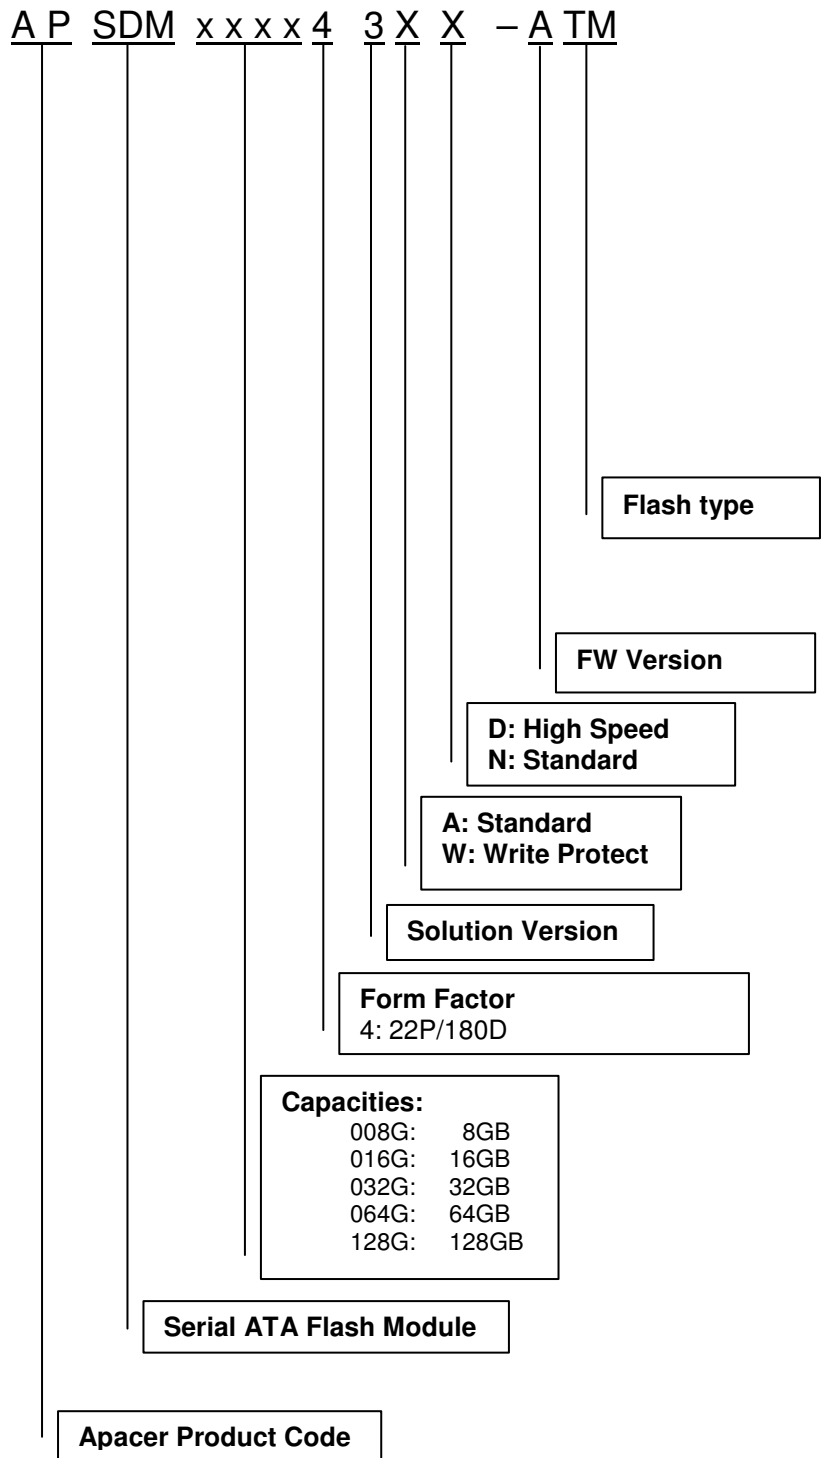 A P SDM x x x x 4 3 X X – A TM
Flash type
FW Version
D: High Speed
N: Standard
A: Standard
W: Write Protect
Solution Version
Form Factor
4: 22P/180D
Capacities:
008G: 8GB
016G: 16GB
032G: 32GB
064G: 64GB
128G: 128GB
Serial ATA Flash Module
Apacer Product Code